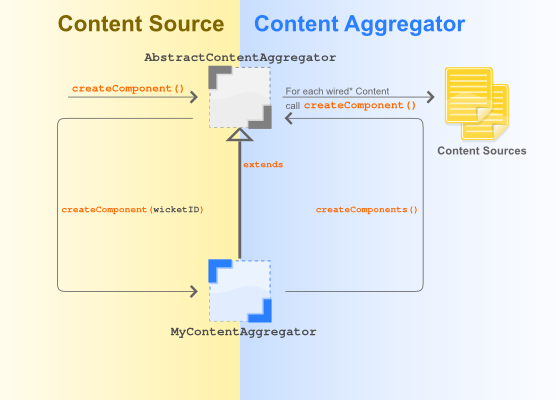 Content Source
Content Aggregator
AbstractContentAggregator
createComponent()
For each wired* Content
call createComponent()
Content Sources
extends
createComponent(wicketID)
createComponents()
MyContentAggregator